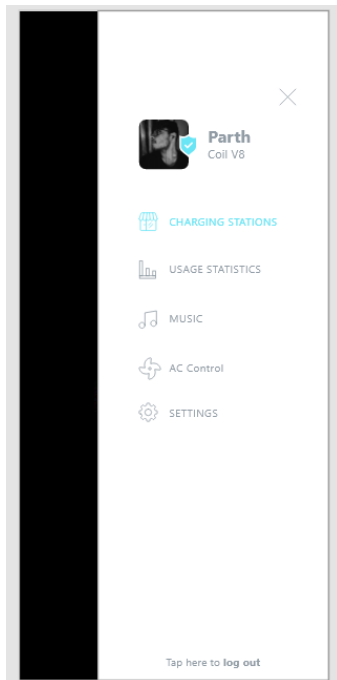 Parth
Coil V8
CHARGING STATIONS
USAGE STATISTICS
MUSIC
AC Control
SETTINGS
Tap here to log out